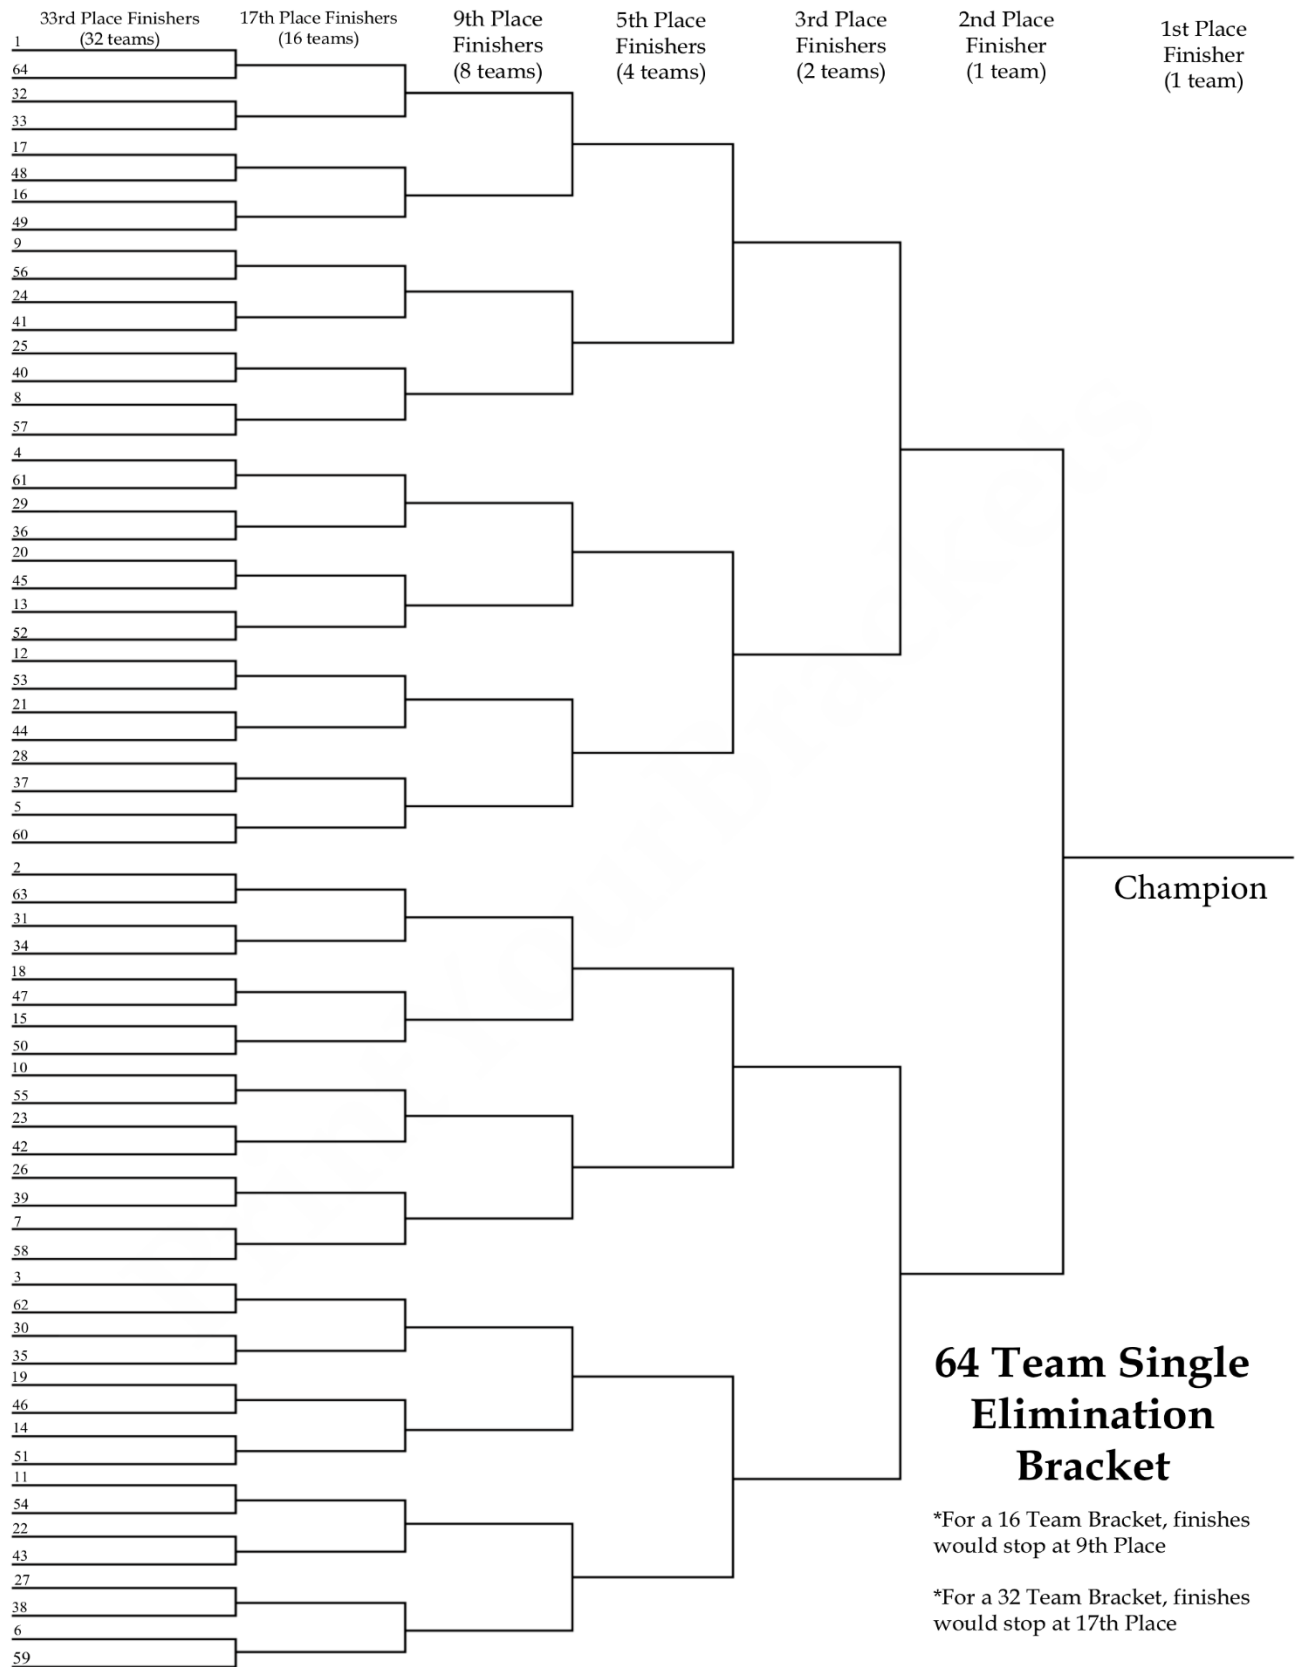 33rd Place Finishers
(32 teams)
17th Place Finishers
(16 teams)
9th Place
Finishers
(8 teams)
5th Place
Finishers
(4 teams)
3rd Place
Finishers
(2 teams)
2nd Place
Finisher
(1 team)
1st Place
Finisher
(1 team)
1
64
32
33
17
48
16
49
9
56
24
41
25
40
8
57
4
61
29
36
20
45
13
52
12
53
21
44
28
37
5
60
2
63
31
34
18
47
15
50
10
55
23
42
26
39
7
58
3
62
30
35
19
46
14
51
11
54
22
43
27
38
6
59
Champion
64 Team Single
Elimination
Bracket
*For a 16 Team Bracket, finishes
would stop at 9th Place
*For a 32 Team Bracket, finishes
would stop at 17th Place